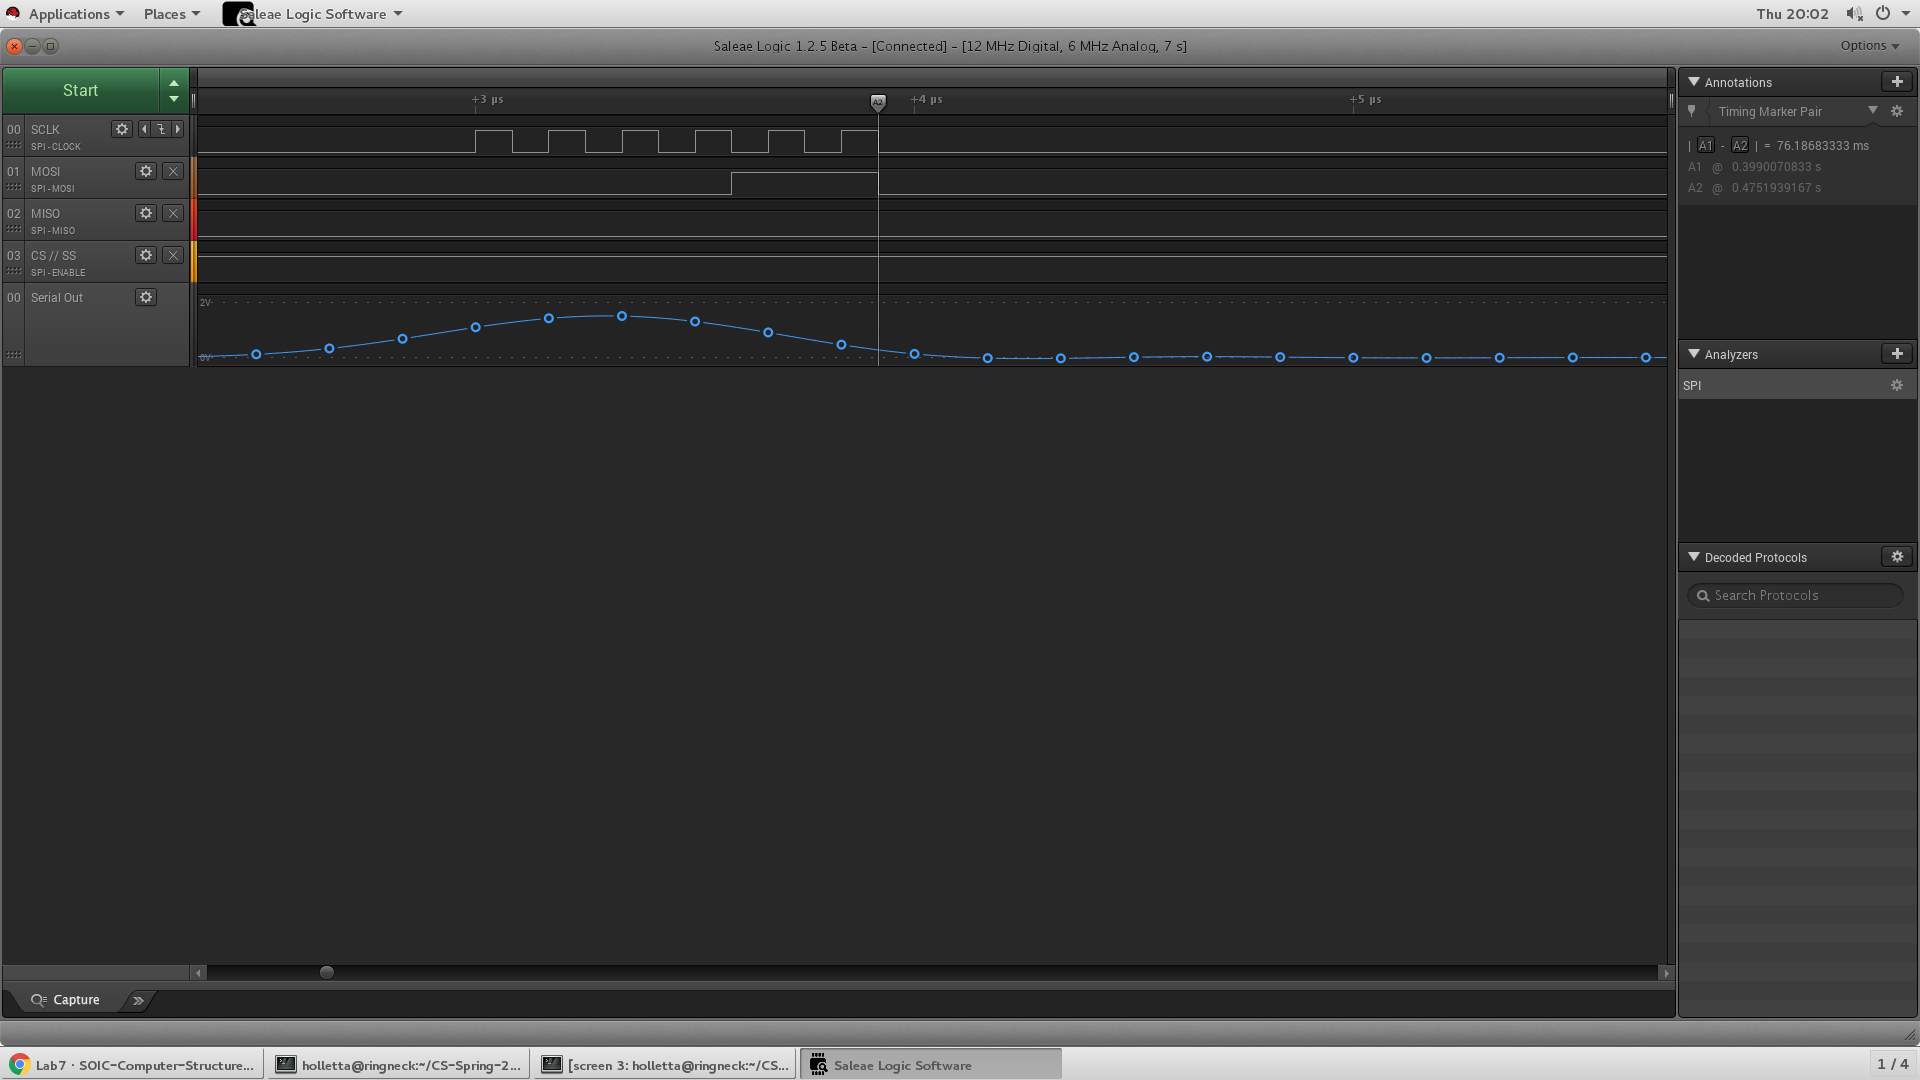 Applications Places Saleae Logic Software Thu 20:02
Saleae Logic 1.2.5 Beta - [Connected] - [12 MHz Digital, 6 MHz Analog, 7 s] Options
Start
+3 µs A2 +4 µs +5 µs
00 SCLK
SPI - CLOCK
01 MOSI
SPI - MOSI
02 MISO
SPI - MISO
03 CS // SS
SPI - ENABLE
00 Serial Out
2V
0V
Annotations
Timing Marker Pair
| A1 - A2 | = 76.18683333 ms
A1 @ 0.3990070833 s
A2 @ 0.4751939167 s
Analyzers
SPI
Decoded Protocols
Search Protocols
Capture
Lab7 · SOIC-Computer-Structure... holletta@ringneck:~/CS-Spring-2... [screen 3: holletta@ringneck:~/CS... Saleae Logic Software 1 / 4